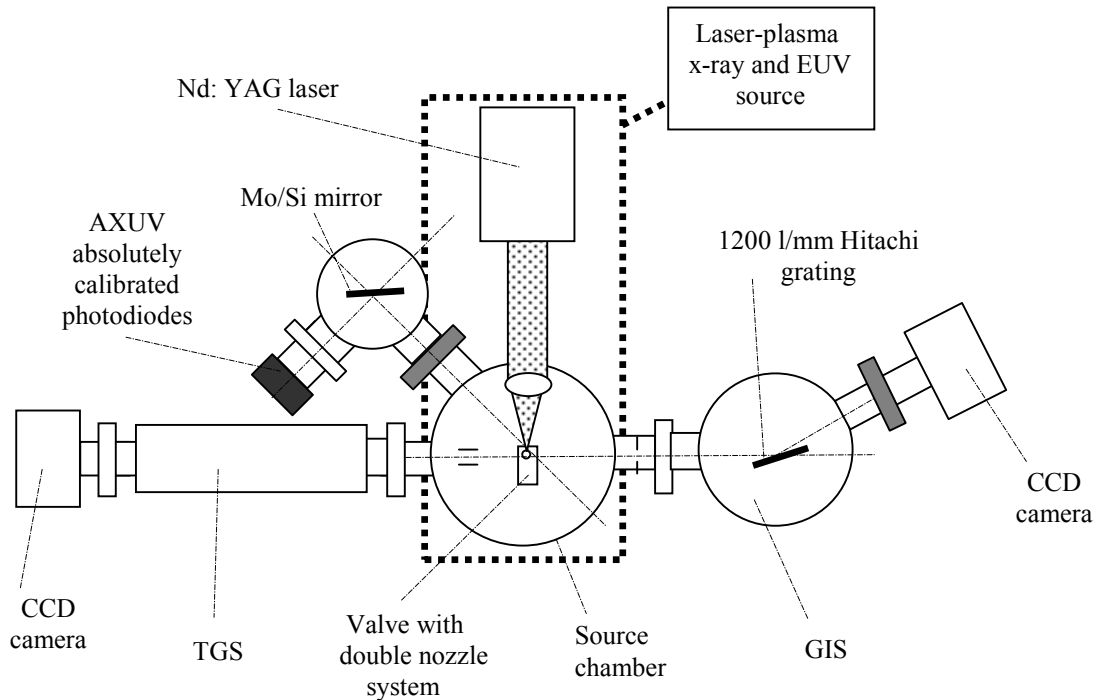 Laser-plasma
x-ray and EUV
source
Nd: YAG laser
Mo/Si mirror
AXUV
absolutely
calibrated
photodiodes
1200 l/mm Hitachi
grating
CCD
camera
CCD
camera
TGS
Valve with
double nozzle
system
Source
chamber
GIS